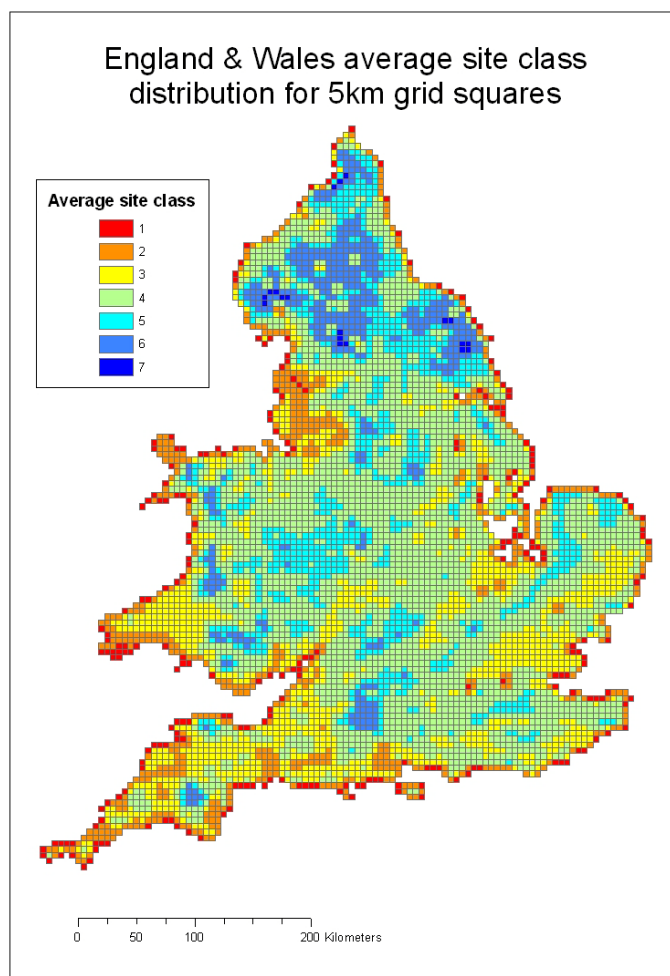 England & Wales average site class
distribution for 5km grid squares
Average site class
1
2
3
4
5
6
7
0 50 100 200 Kilometers